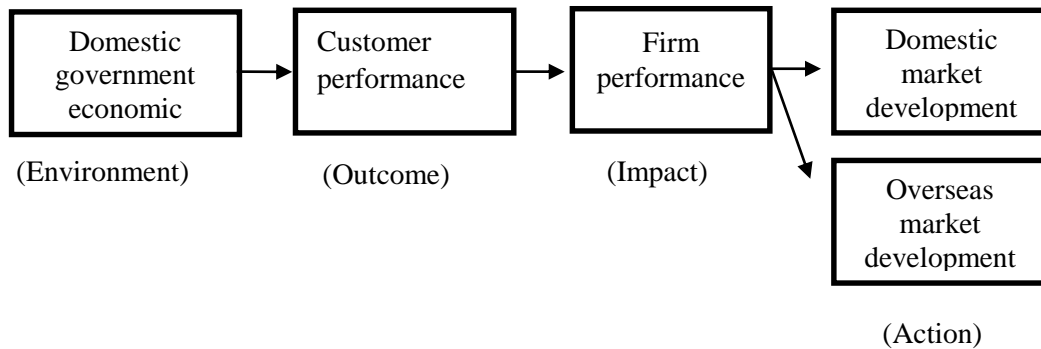 Domestic
government
economic
(Environment)
Customer
performance
(Outcome)
Firm
performance
(Impact)
Domestic
market
development
Overseas
market
development
(Action)